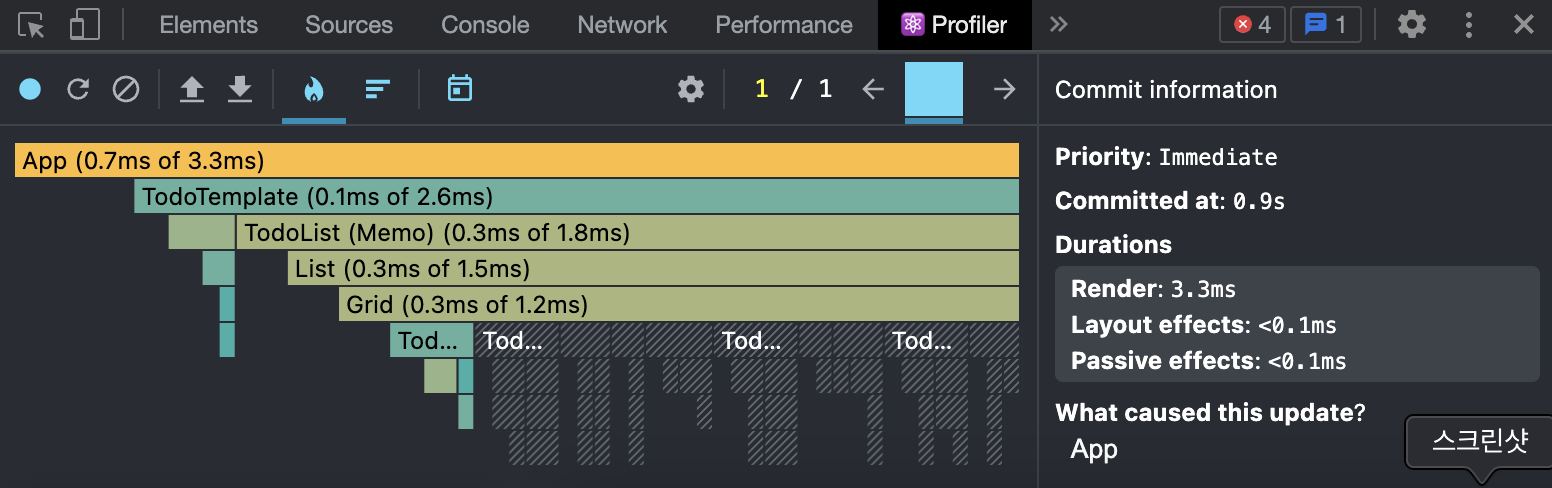 Elements Sources Console Network Performance Profiler 4 1
1 / 1
Commit information
App (0.7ms of 3.3ms)
TodoTemplate (0.1ms of 2.6ms)
TodoList (Memo) (0.3ms of 1.8ms)
List (0.3ms of 1.5ms)
Grid (0.3ms of 1.2ms)
Tod... Tod... Tod... Tod...
Priority: Immediate
Committed at: 0.9s
Durations
Render: 3.3ms
Layout effects: <0.1ms
Passive effects: <0.1ms
What caused this update?
App
스크린샷